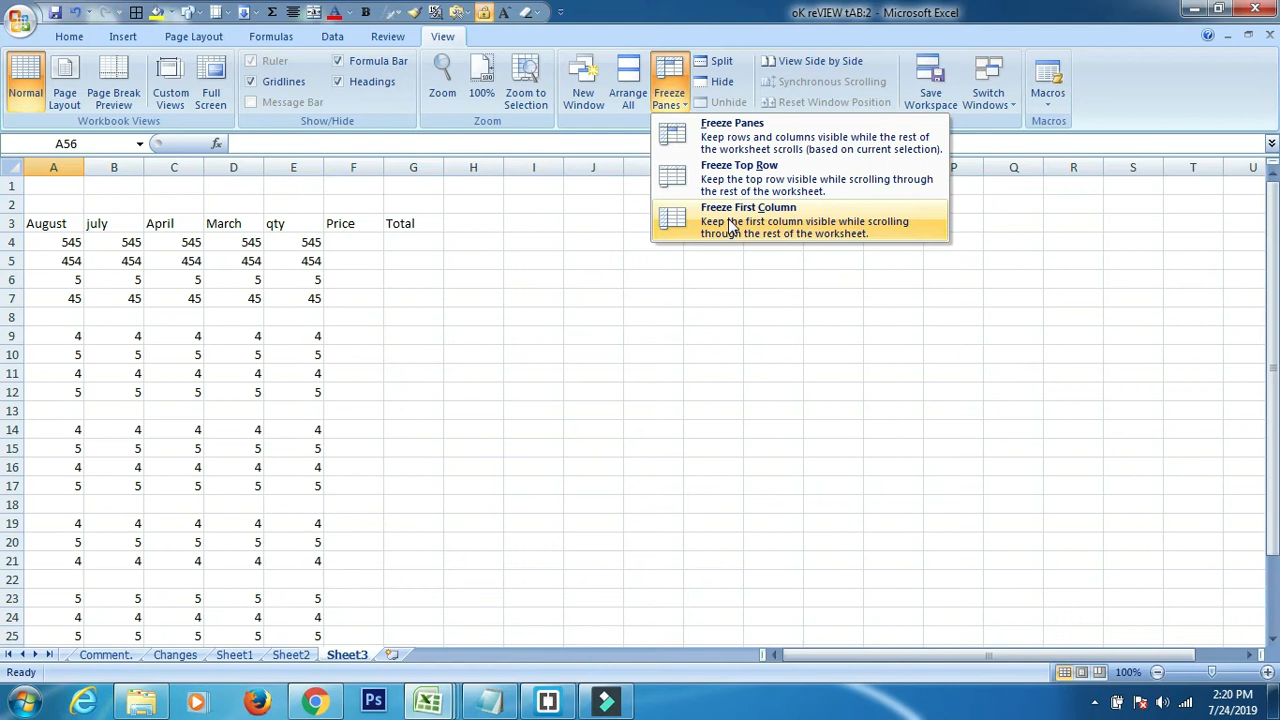 oK reVIEW tAB:2 - Microsoft Excel
Home Insert Page Layout Formulas Data Review View
Normal
Page Layout
Page Break Preview
Custom Views
Full Screen
Workbook Views
Ruler
Gridlines
Message Bar
Formula Bar
Headings
Show/Hide
Zoom
100%
Zoom to Selection
Zoom
New Window
Arrange All
Freeze Panes
Split
Hide
Unhide
View Side by Side
Synchronous Scrolling
Reset Window Position
Save Workspace
Switch Windows
Macros
Macros
Freeze Panes
Keep rows and columns visible while the rest of
the worksheet scrolls (based on current selection).
Freeze Top Row
Keep the top row visible while scrolling through
the rest of the worksheet.
Freeze First Column
Keep the first column visible while scrolling
through the rest of the worksheet.
A56 fx
A B C D E F G H I J P Q R S T U
1
2
3 August july April March qty Price Total
4 545 545 545 545 545
5 454 454 454 454 454
6 5 5 5 5 5
7 45 45 45 45 45
8
9 4 4 4 4 4
10 5 5 5 5 5
11 4 4 4 4 4
12 5 5 5 5 5
13
14 4 4 4 4 4
15 5 5 5 5 5
16 4 4 4 4 4
17 5 5 5 5 5
18
19 4 4 4 4 4
20 5 5 5 5 5
21 4 4 4 4 4
22
23 5 5 5 5 5
24 4 4 4 4 4
25 5 5 5 5 5
Comment. Changes Sheet1 Sheet2 Sheet3
Ready 100%
Ps
2:20 PM
7/24/2019